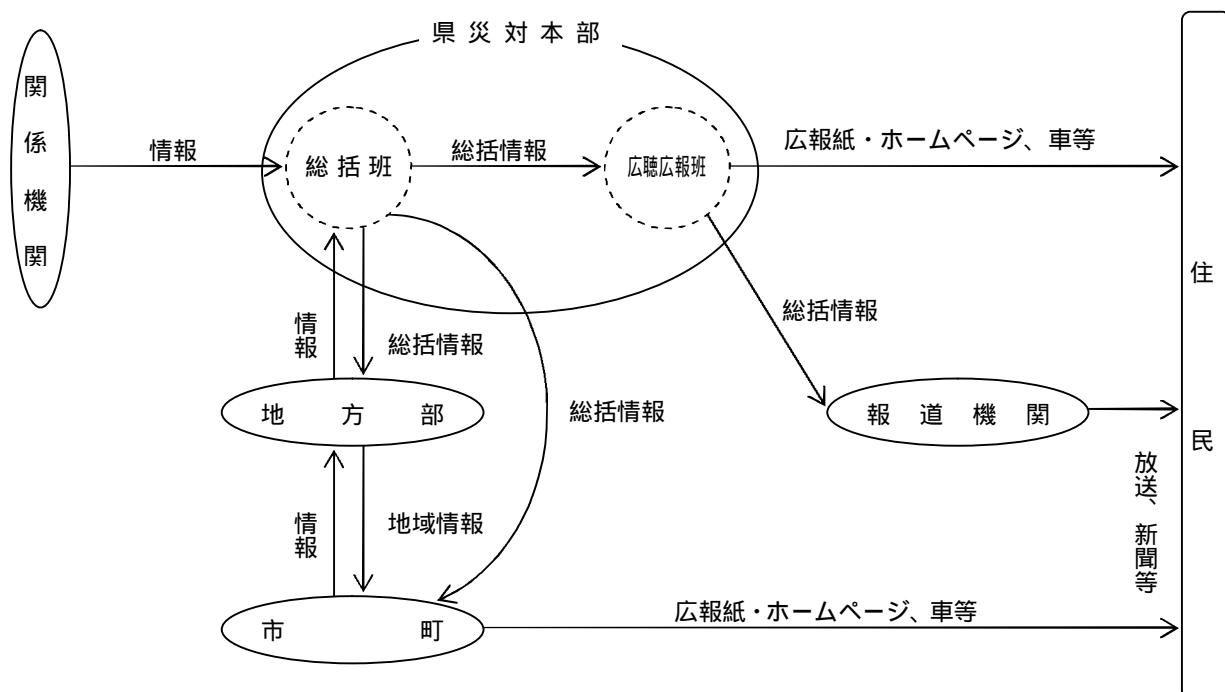 県災対本部
関係機関
情報
総括班
総括情報
広聴広報班
広報紙・ホームページ、車等
住民
情報
総括情報
総括情報
総括情報
地方部
報道機関
放送、新聞等
情報
地域情報
市町
広報紙・ホームページ、車等